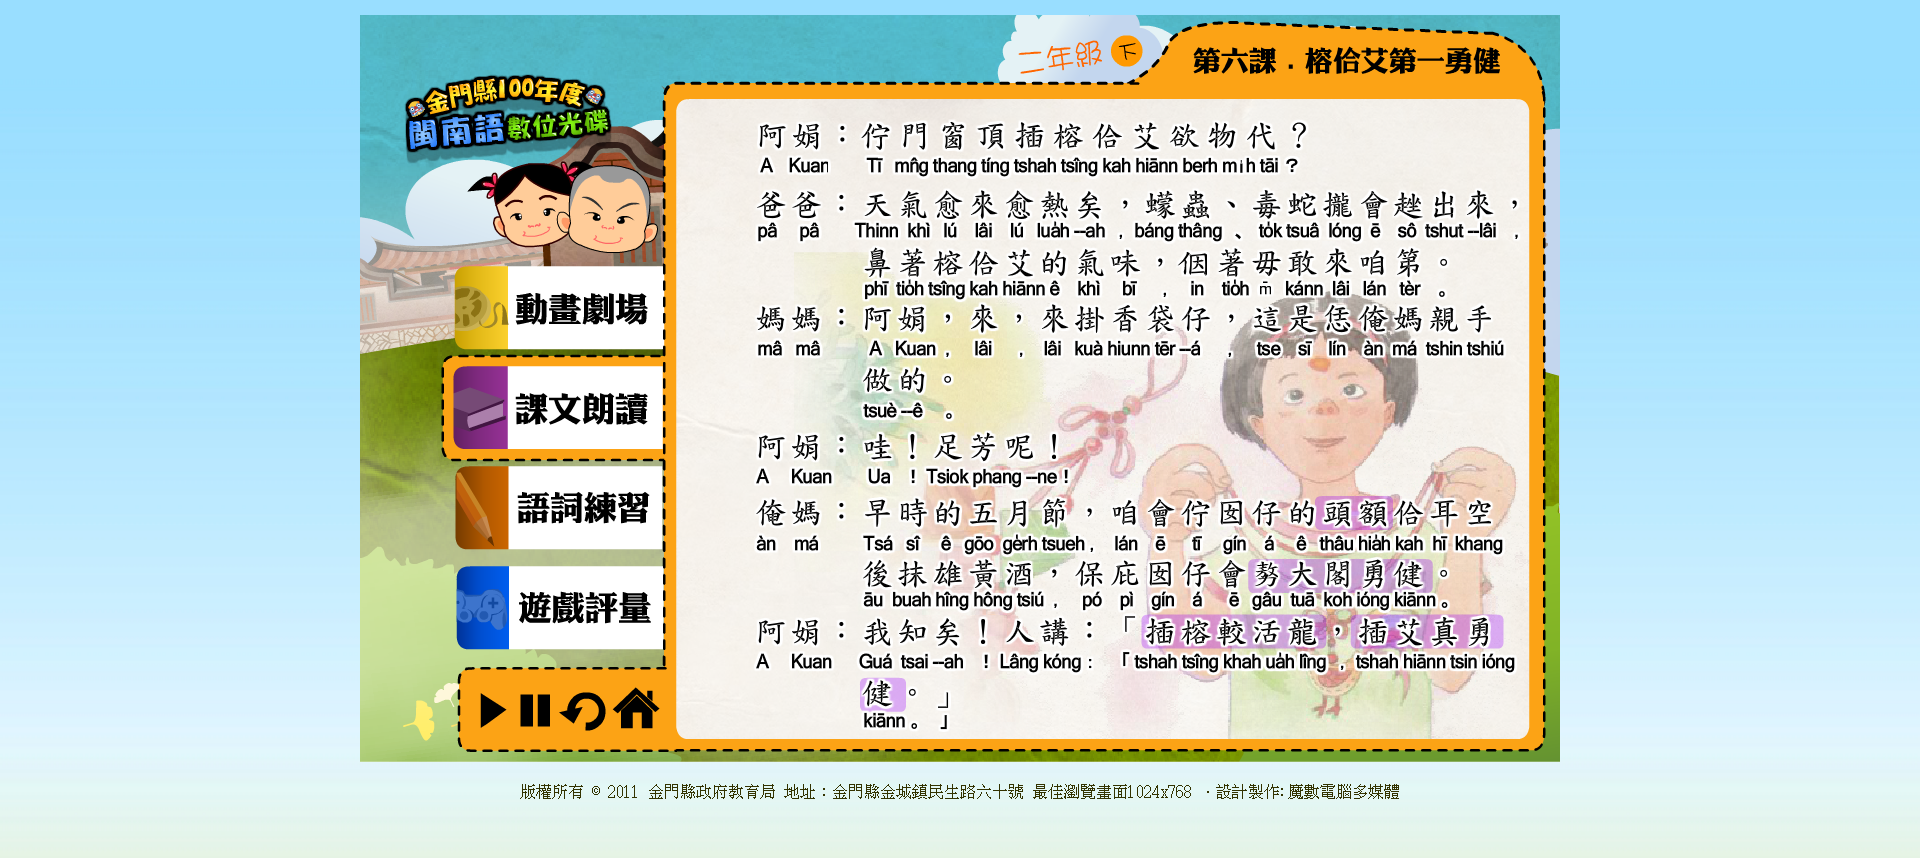 二年級 下
第六課．榕佮艾第一勇健
金門縣100年度
閩南語數位光碟
動畫劇場
課文朗讀
語詞練習
遊戲評量
阿娟：佇門窗頂插榕佮艾欲物代？
A Kuan Tī mn̂g thang tíng tshah tsîng kah hiānn berh mih tāi ?
爸爸：天氣愈來愈熱矣，蠓蟲、毒蛇攏會趖出來，
pâ pâ Thinn khì lú lâi lú lua̍h --ah , báng thâng 、 to̍k tsuâ lóng ē sô tshut --lâi ,
鼻著榕佮艾的氣味，個著毋敢來咱第。
phī tio̍h tsîng kah hiānn ê khì bī , in tio̍h m̄ kánn lâi lán tèr 。
媽媽：阿娟，來，來掛香袋仔，這是恁俺媽親手
mâ mâ A Kuan , lâi , lâi kuà hiunn tēr --á , tse sī lín àn má tshin tshiú
做的。
tsuè --ê 。
阿娟：哇！足芳呢！
A Kuan Ua ! Tsiok phang --ne !
俺媽：早時的五月節，咱會佇囡仔的頭額佮耳空
àn má Tsá sî ê gōo ge̍rh tsueh , lán ē tī gín á ê thâu hia̍h kah hī khang
後抹雄黃酒，保庇囡仔會勢大閣勇健。
āu buah hîng hông tsiú , pó pì gín á ē gâu tuā koh ióng kiānn 。
阿娟：我知矣！人講：「插榕較活龍，插艾真勇
A Kuan Guá tsai --ah ! Lâng kóng : 「 tshah tsîng khah ua̍h lîng , tshah hiānn tsin ióng
健。」
kiānn 。 」
版權所有 © 2011 金門縣政府教育局 地址：金門縣金城鎮民生路六十號 最佳瀏覽畫面1024x768 ‧設計製作: 魔數電腦多媒體